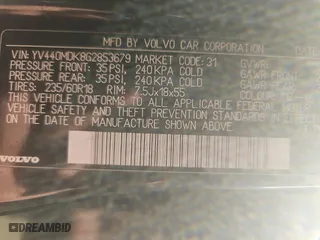 MFD BY VOLVO CAR CORPORATION
VIN: YV440MDK8G2853679 MARKET CODE: 31 GVWR
PRESSURE FRONT: 35PSI, 240KPA COLD
PRESSURE REAR: 35PSI, 240KPA COLD
TIRES: 235/60R18 RIM: 7.5Jx18x55
THIS VEHICLE CONFORMS TO ALL APPLICABLE FEDERAL MOTOR
VEHICLE SAFETY AND THEFT PREVENTION STANDARDS IN EFFECT
ON THE DATE OF MANUFACTURE SHOWN ABOVE
VOLVO
DREAMBID